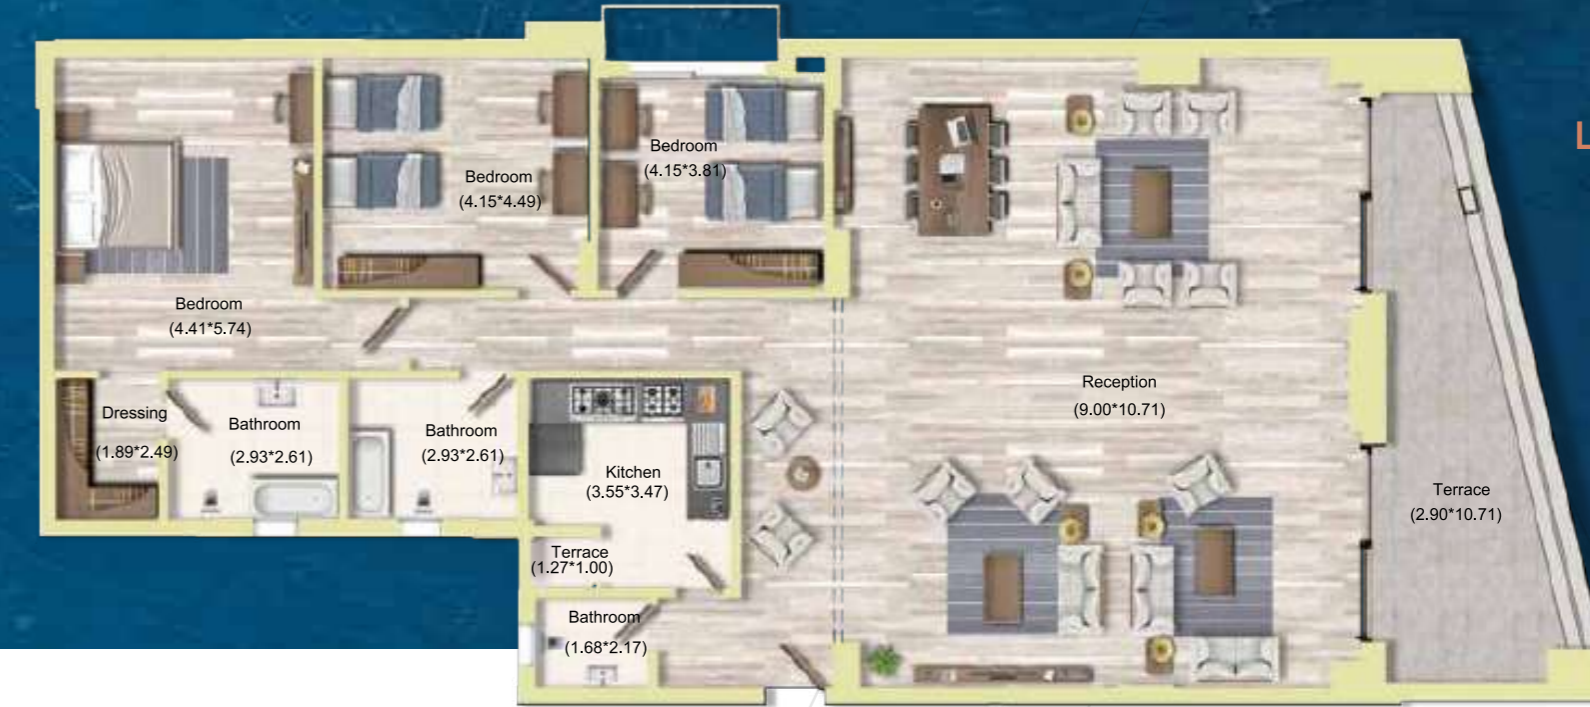 Bedroom
(4.15*3.81)
L
Bedroom
(4.15*4.49)
Bedroom
(4.41*5.74)
Reception
(9.00*10.71)
Dressing
(1.89*2.49)
Bathroom
(2.93*2.61)
Bathroom
(2.93*2.61)
Kitchen
(3.55*3.47)
Terrace
(2.90*10.71)
Terrace
(1.27*1.00)
Bathroom
(1.68*2.17)